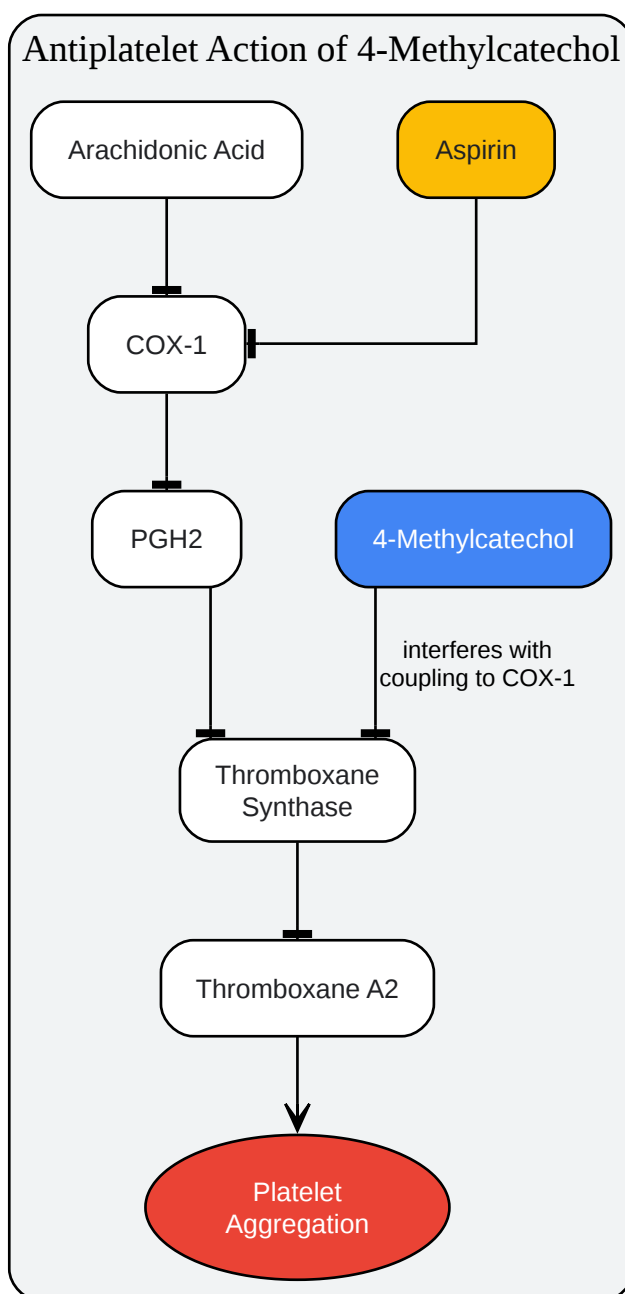 Antiplatelet Action of 4-Methylcatechol
Arachidonic Acid
Aspirin
COX-1
PGH2
4-Methylcatechol
interferes with
coupling to COX-1
Thromboxane
Synthase
Thromboxane A2
Platelet
Aggregation